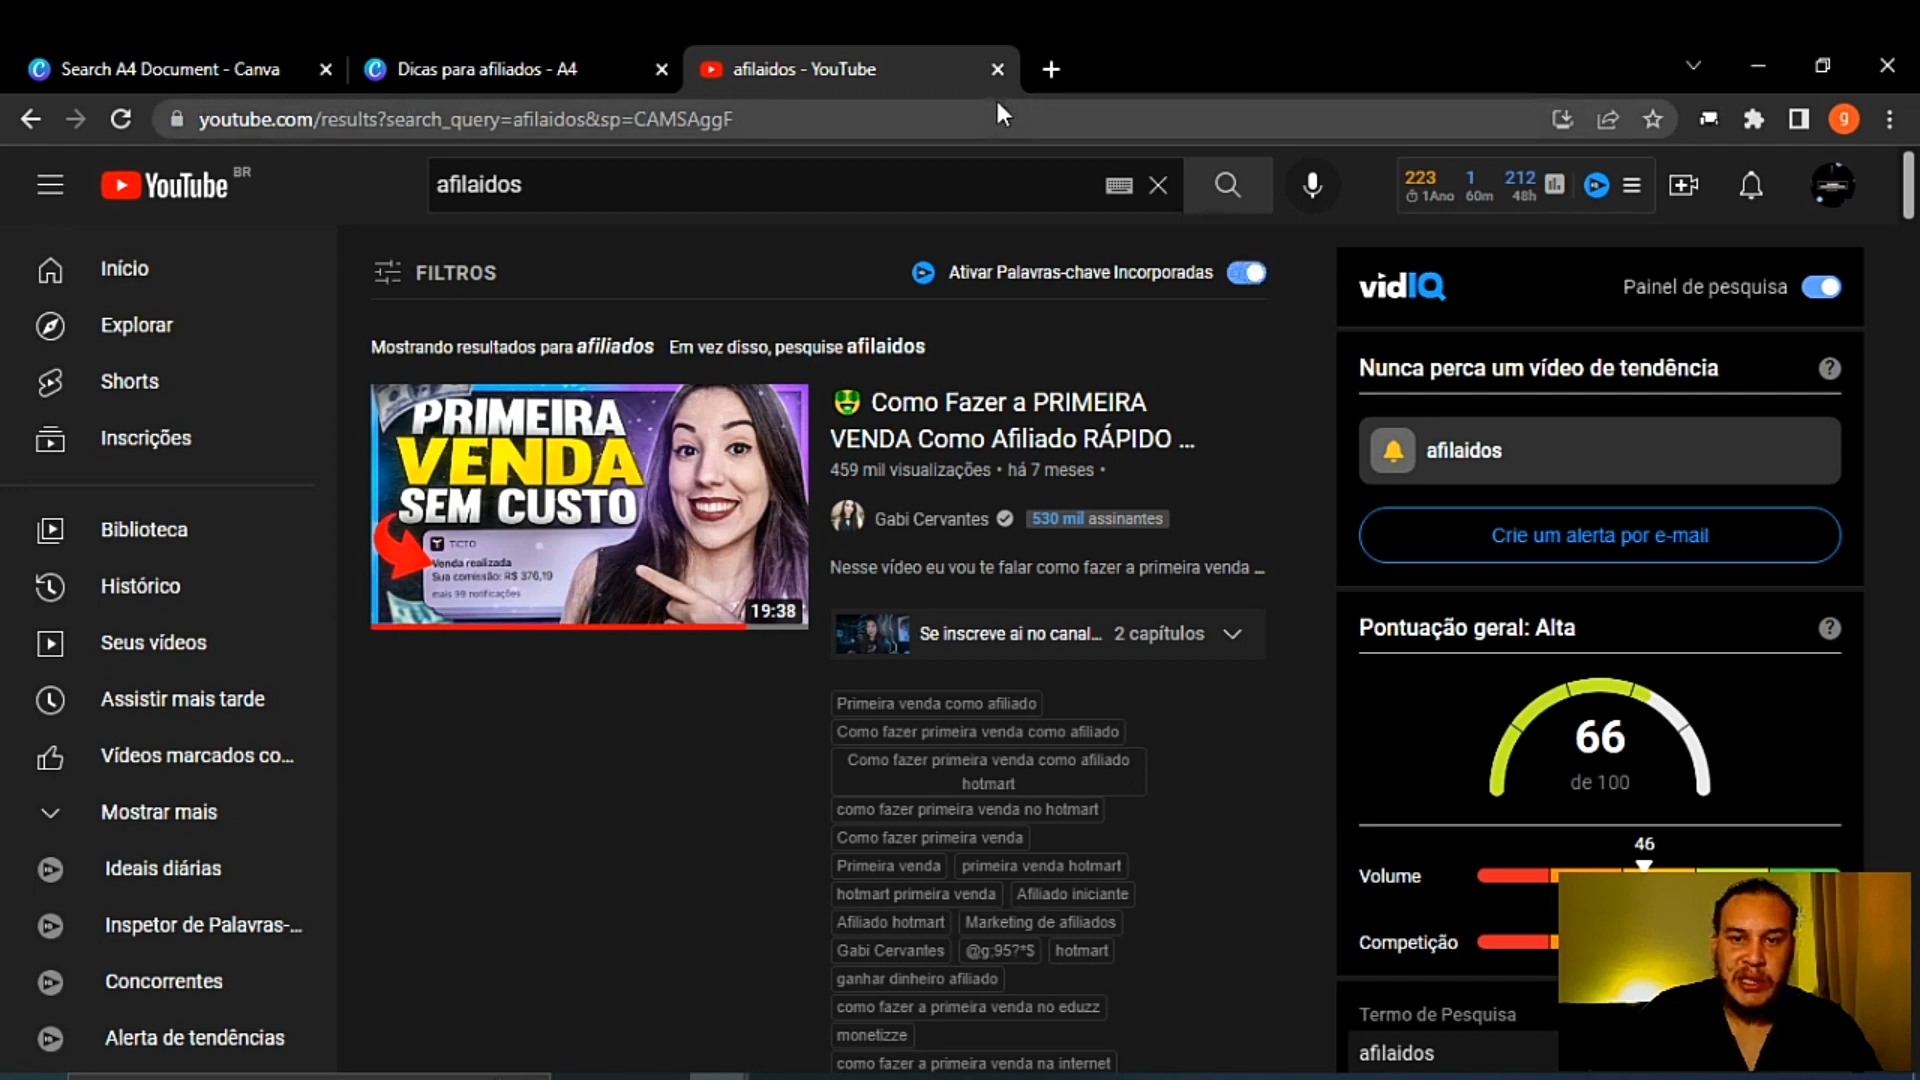 Search A4 Document - Canva
Dicas para afiliados - A4
afilaidos - YouTube
youtube.com/results?search_query=afilaidos&sp=CAMSAggF
g
YouTube BR
afilaidos
223 1 212
1Ano 60m 48h
Início
Explorar
Shorts
Inscrições
Biblioteca
Histórico
Seus vídeos
Assistir mais tarde
Vídeos marcados co...
Mostrar mais
Ideais diárias
Inspetor de Palavras-...
Concorrentes
Alerta de tendências
FILTROS
Ativar Palavras-chave Incorporadas
Mostrando resultados para afiliados Em vez disso, pesquise afilaidos
PRIMEIRA
VENDA
SEM CUSTO
TICTO
Venda realizada
Sua comissão: R$ 376,19
mais 99 notificações
19:38
Como Fazer a PRIMEIRA
VENDA Como Afiliado RÁPIDO ...
459 mil visualizações • há 7 meses •
Gabi Cervantes 530 mil assinantes
Nesse vídeo eu vou te falar como fazer a primeira venda ...
Se inscreve ai no canal... 2 capítulos
Primeira venda como afiliado
Como fazer primeira venda como afiliado
Como fazer primeira venda como afiliado
hotmart
como fazer primeira venda no hotmart
Como fazer primeira venda
Primeira venda primeira venda hotmart
hotmart primeira venda Afiliado iniciante
Afiliado hotmart Marketing de afiliados
Gabi Cervantes @g;95?*$ hotmart
ganhar dinheiro afiliado
como fazer a primeira venda no eduzz
monetizze
como fazer a primeira venda na internet
vidIQ
Painel de pesquisa
Nunca perca um vídeo de tendência
afilaidos
Crie um alerta por e-mail
Pontuação geral: Alta
66
de 100
46
Volume
Competição
Termo de Pesquisa
afilaidos